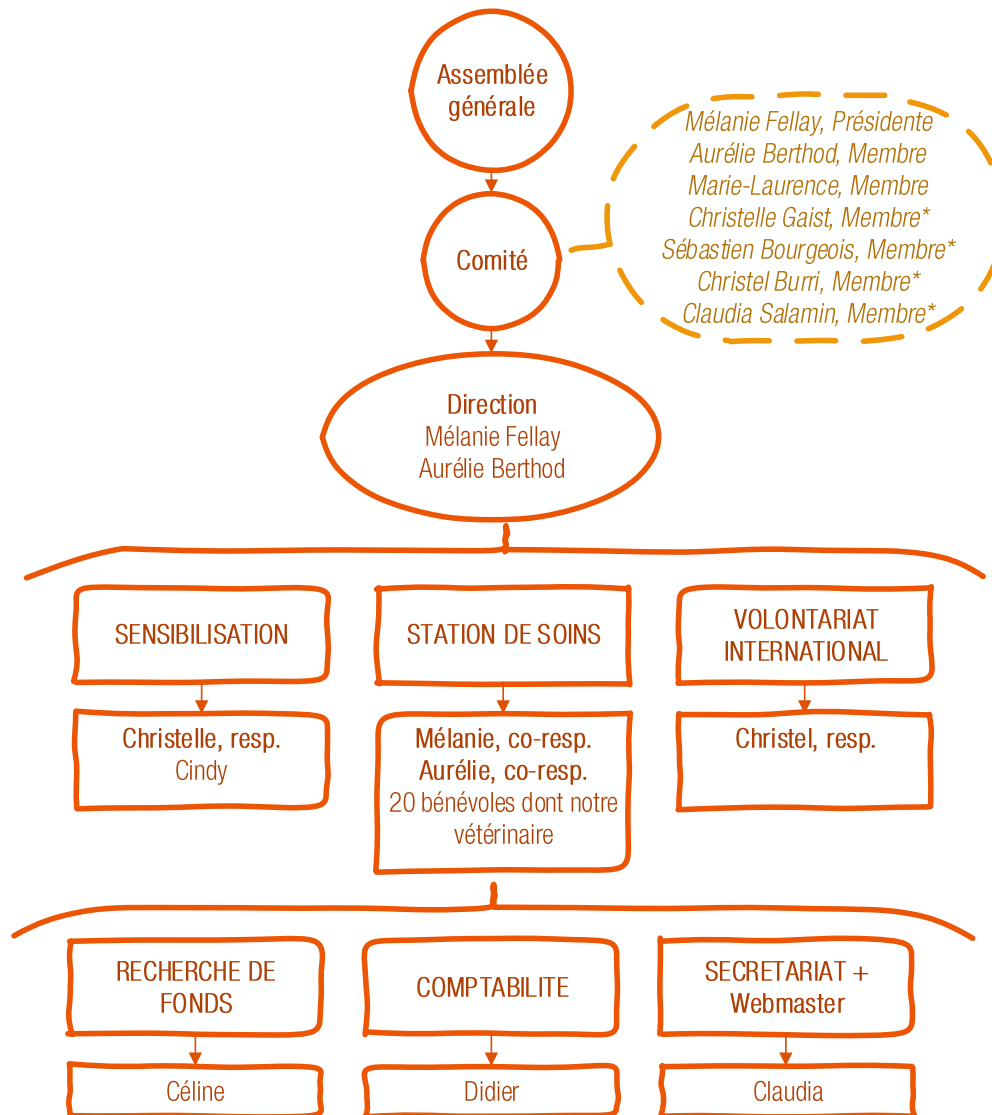 Assemblée
générale
Mélanie Fellay, Présidente
Aurélie Berthod, Membre
Marie-Laurence, Membre
Christelle Gaist, Membre*
Sébastien Bourgeois, Membre*
Christel Burri, Membre*
Claudia Salamin, Membre*
Comité
Direction
Mélanie Fellay
Aurélie Berthod
SENSIBILISATION
STATION DE SOINS
VOLONTARIAT
INTERNATIONAL
Christelle, resp.
Cindy
Mélanie, co-resp.
Aurélie, co-resp.
20 bénévoles dont notre
vétérinaire
Christel, resp.
RECHERCHE DE
FONDS
COMPTABILITE
SECRETARIAT +
Webmaster
Céline
Didier
Claudia